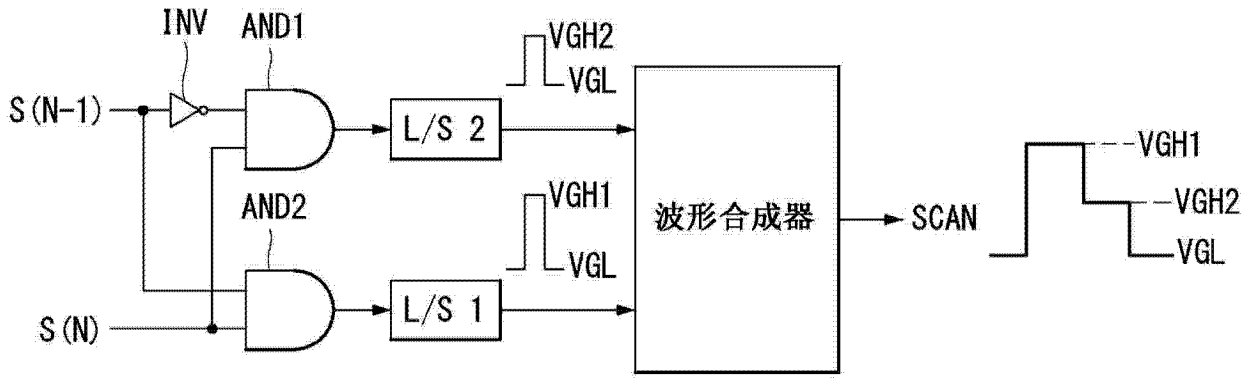 INV
AND1
VGH2
VGL
S(N-1)
L/S 2
VGH1
VGL
AND2
S(N)
L/S 1
波形合成器
SCAN
VGH1
VGH2
VGL